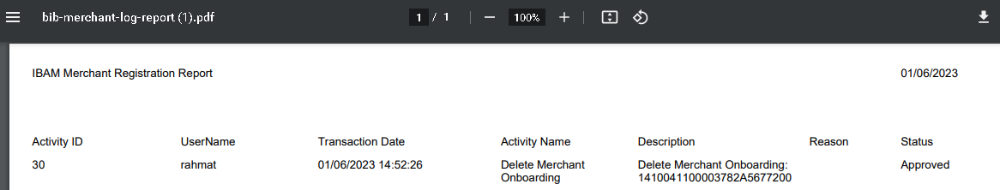 bib-merchant-log-report (1).pdf 1 / 1 100%
IBAM Merchant Registration Report 01/06/2023
Activity ID UserName Transaction Date Activity Name Description Reason Status
30 rahmat 01/06/2023 14:52:26 Delete Merchant Delete Merchant Onboarding: Approved
Onboarding 1410041100003782A5677200